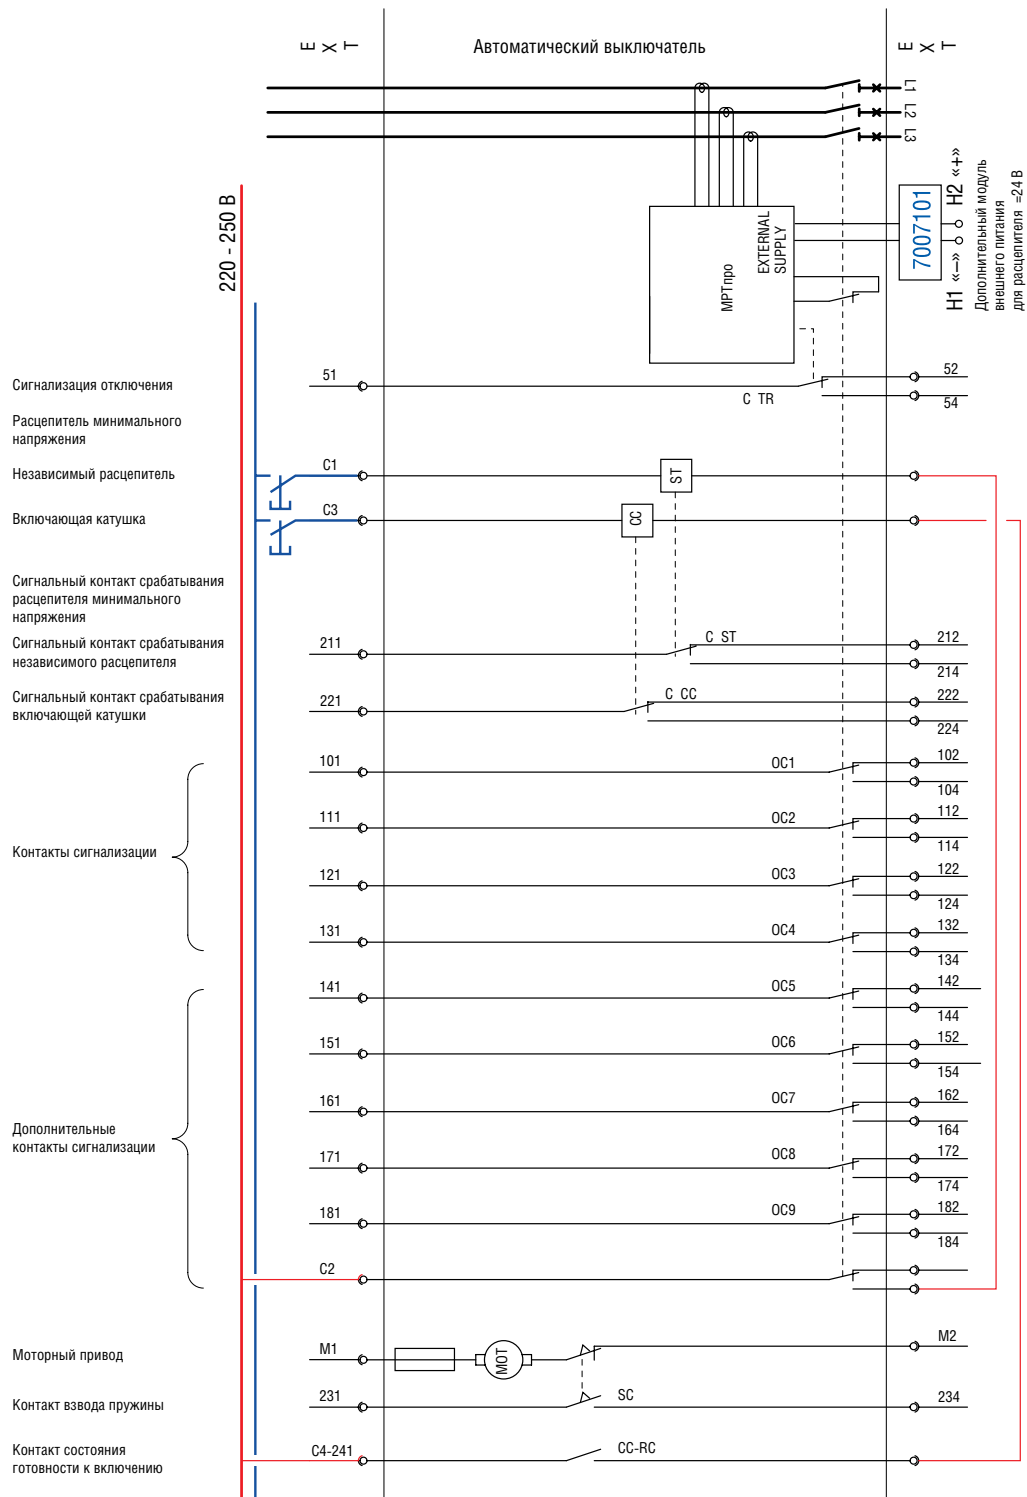 Е Х Т
Автоматический выключатель
Е Х Т
L1
L2
L3
220 - 250 В
МРТпро
EXTERNAL
SUPPLY
7007101
H1 «—» H2 «+»
Дополнительный модуль
внешнего питания
для расцепителя =24 В
Сигнализация отключения
51
C TR
52
54
Расцепитель минимального
напряжения
Независимый расцепитель
C1
ST
Включающая катушка
C3
CC
Сигнальный контакт срабатывания
расцепителя минимального
напряжения
Сигнальный контакт срабатывания
независимого расцепителя
211
C ST
212
214
Сигнальный контакт срабатывания
включающей катушки
221
C CC
222
224
101
OC1
102
104
111
OC2
112
114
Контакты сигнализации
121
OC3
122
124
131
OC4
132
134
141
OC5
142
144
151
OC6
152
154
161
OC7
162
164
Дополнительные
контакты сигнализации
171
OC8
172
174
181
OC9
182
184
C2
Моторный привод
M1
МОТ
M2
Контакт взвода пружины
231
SC
234
Контакт состояния
готовности к включению
C4-241
CC-RC